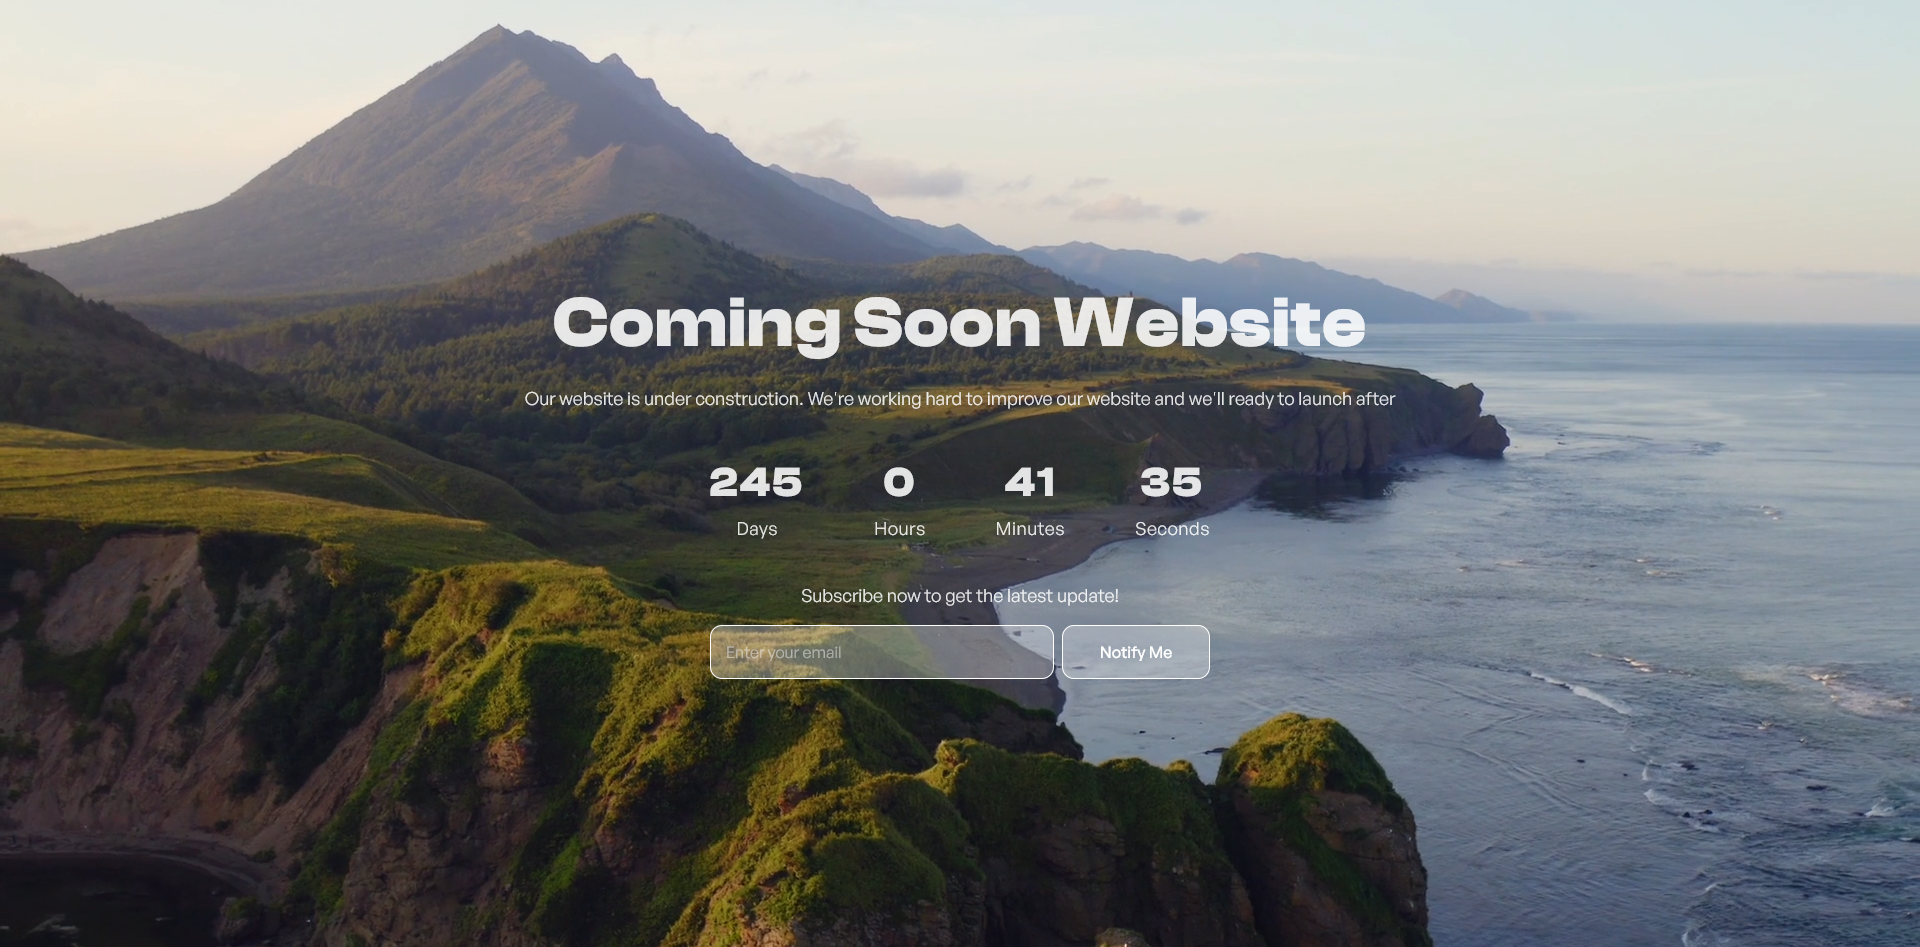 Coming Soon Website
Our website is under construction. We're working hard to improve our website and we'll ready to launch after
245 0 41 35
Days Hours Minutes Seconds
Subscribe now to get the latest update!
Enter your email Notify Me